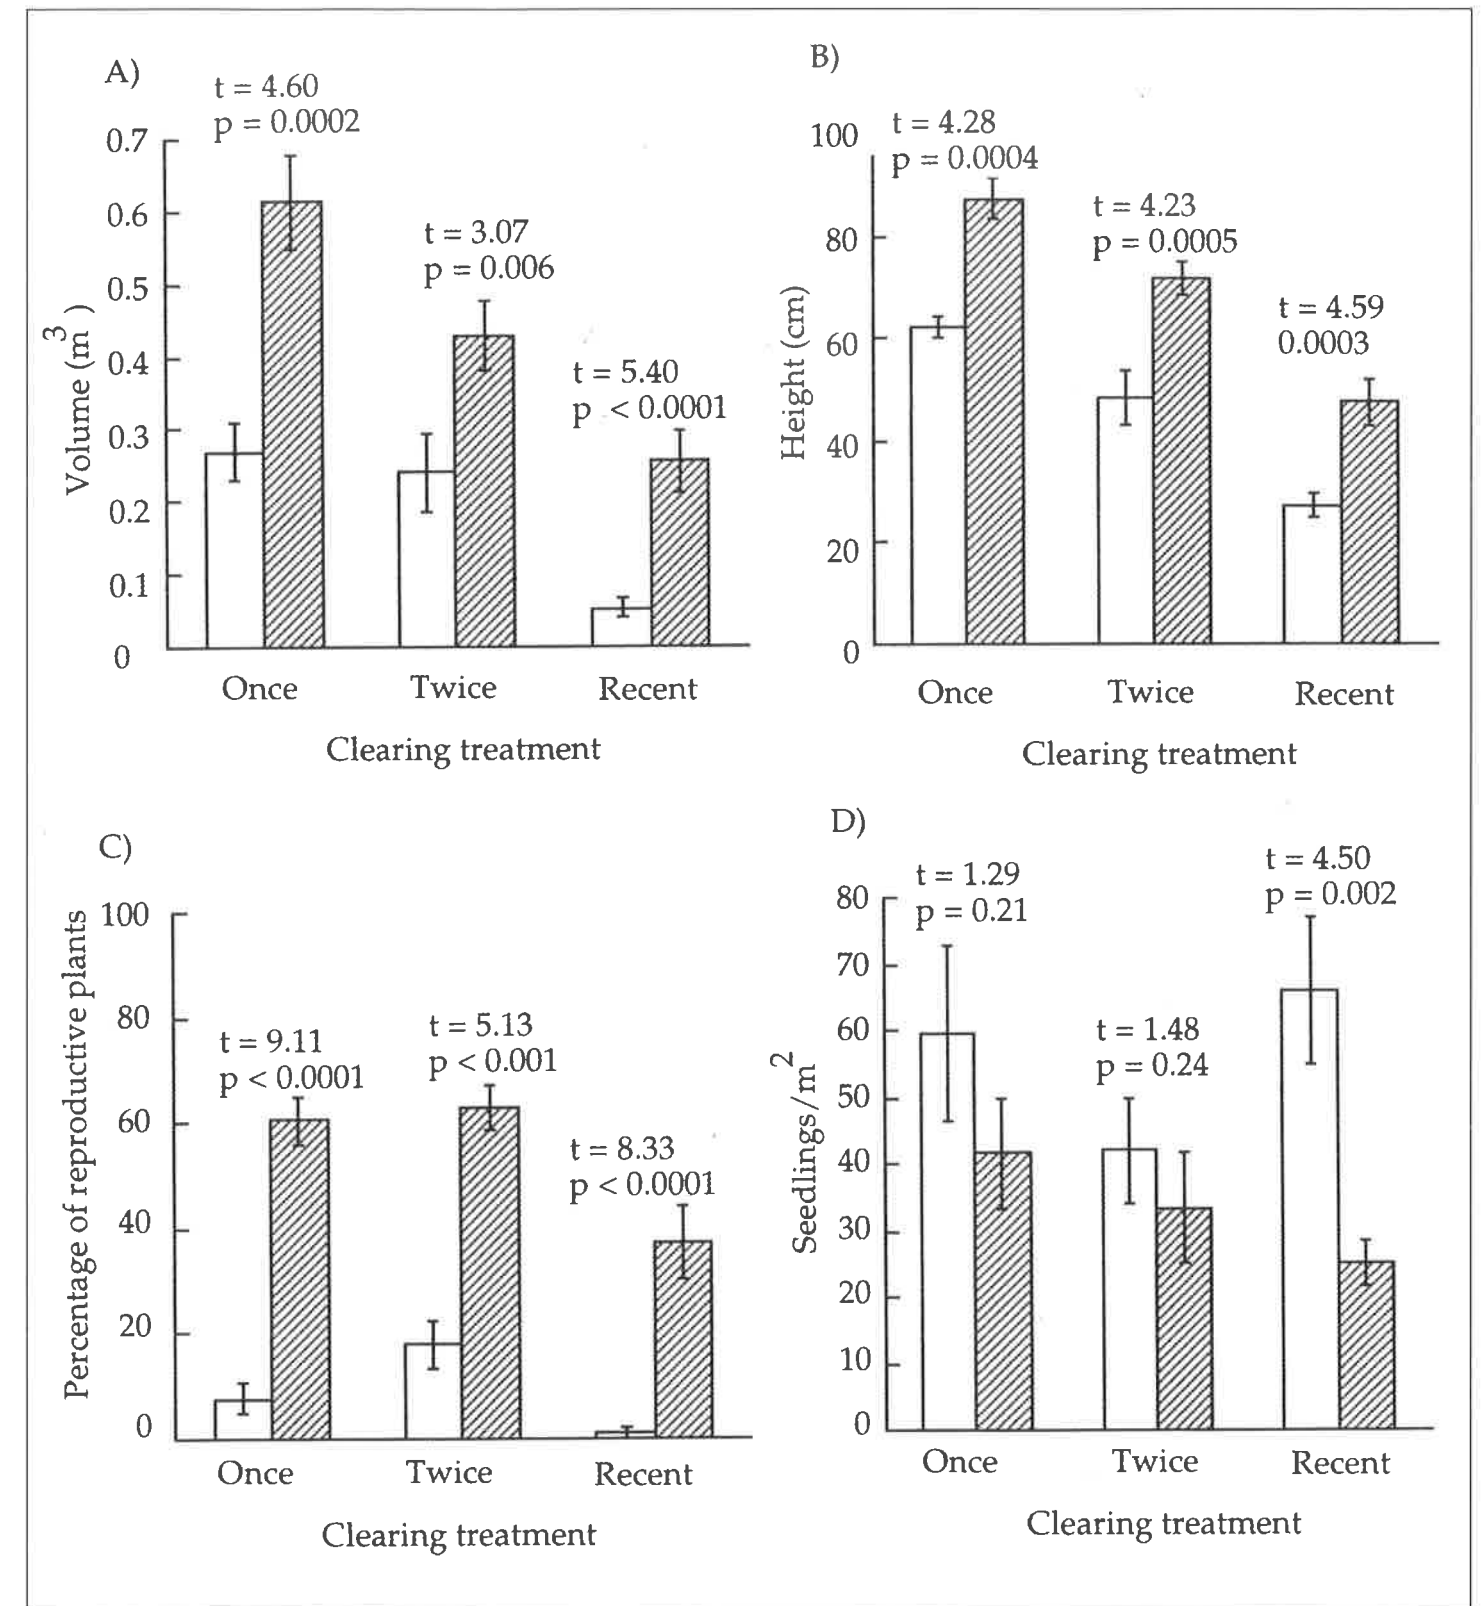 A)
t = 4.60
p = 0.0002
0.7
0.6
0.5
0.4
0.3
0.2
0.1
0
Volume (m3)
t = 3.07
p = 0.006
t = 5.40
p < 0.0001
Once Twice Recent
Clearing treatment
B)
t = 4.28
p = 0.0004
100
80
60
40
20
0
Height (cm)
t = 4.23
p = 0.0005
t = 4.59
0.0003
Once Twice Recent
Clearing treatment
C)
100
80
60
40
20
0
Percentage of reproductive plants
t = 9.11
p < 0.0001
t = 5.13
p < 0.001
t = 8.33
p < 0.0001
Once Twice Recent
Clearing treatment
D)
t = 1.29
p = 0.21
80
70
60
50
40
30
20
10
0
Seedlings/m2
t = 1.48
p = 0.24
t = 4.50
p = 0.002
Once Twice Recent
Clearing treatment